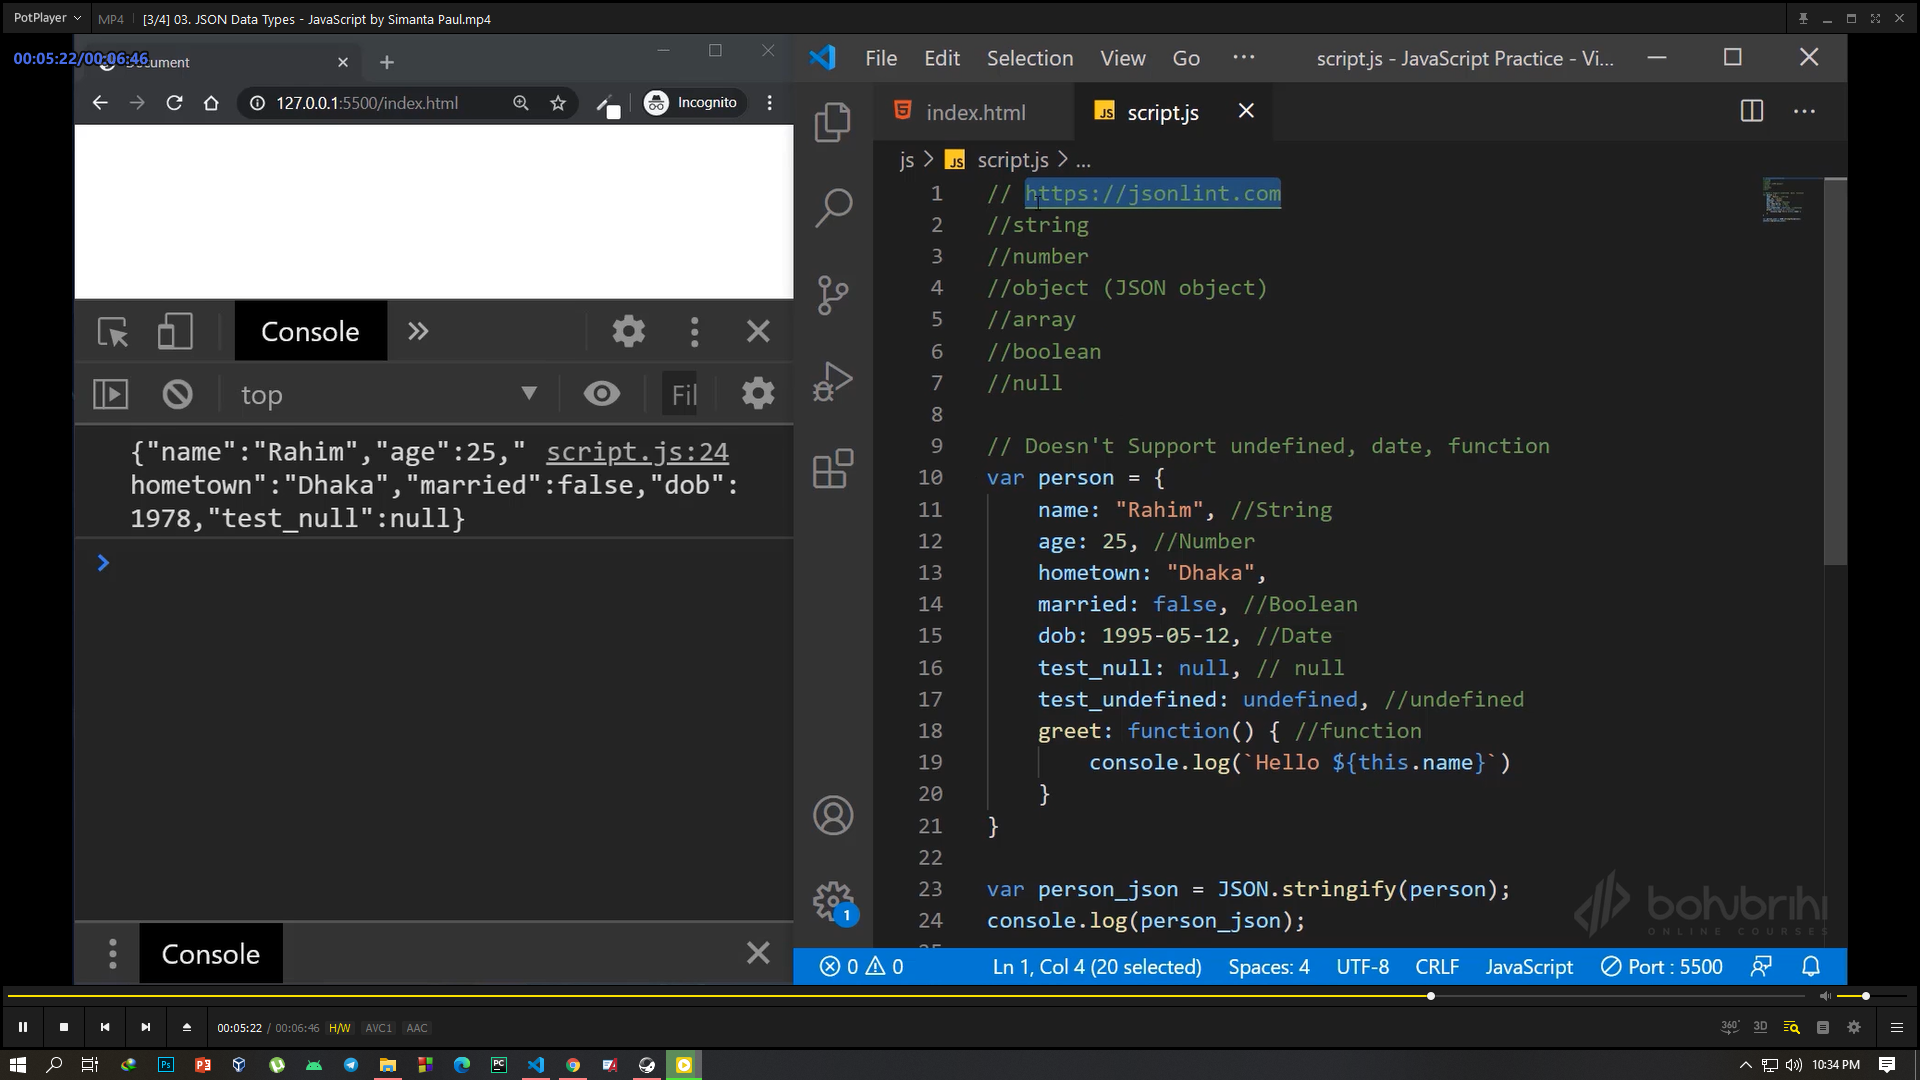 PotPlayer
MP4
[3/4] 03. JSON Data Types - JavaScript by Simanta Paul.mp4
00:05:22/00:06:46
Document
127.0.0.1:5500/index.html
Incognito
Console
top
Fil
{"name":"Rahim","age":25," script.js:24
hometown":"Dhaka","married":false,"dob":
1978,"test_null":null}
Console
File Edit Selection View Go ···
script.js - JavaScript Practice - Vi...
index.html
JS script.js
js > JS script.js > ...
1 // https://jsonlint.com
2 //string
3 //number
4 //object (JSON object)
5 //array
6 //boolean
7 //null
8
9 // Doesn't Support undefined, date, function
10 var person = {
11 name: "Rahim", //String
12 age: 25, //Number
13 hometown: "Dhaka",
14 married: false, //Boolean
15 dob: 1995-05-12, //Date
16 test_null: null, // null
17 test_undefined: undefined, //undefined
18 greet: function() { //function
19 console.log(`Hello ${this.name}`)
20 }
21 }
22
23 var person_json = JSON.stringify(person);
24 console.log(person_json);
25
1
bohubrihi
ONLINE COURSES
0 0
Ln 1, Col 4 (20 selected)
Spaces: 4
UTF-8
CRLF
JavaScript
Port : 5500
00:05:22 / 00:06:46 H/W AVC1 AAC
360° 3D
10:34 PM